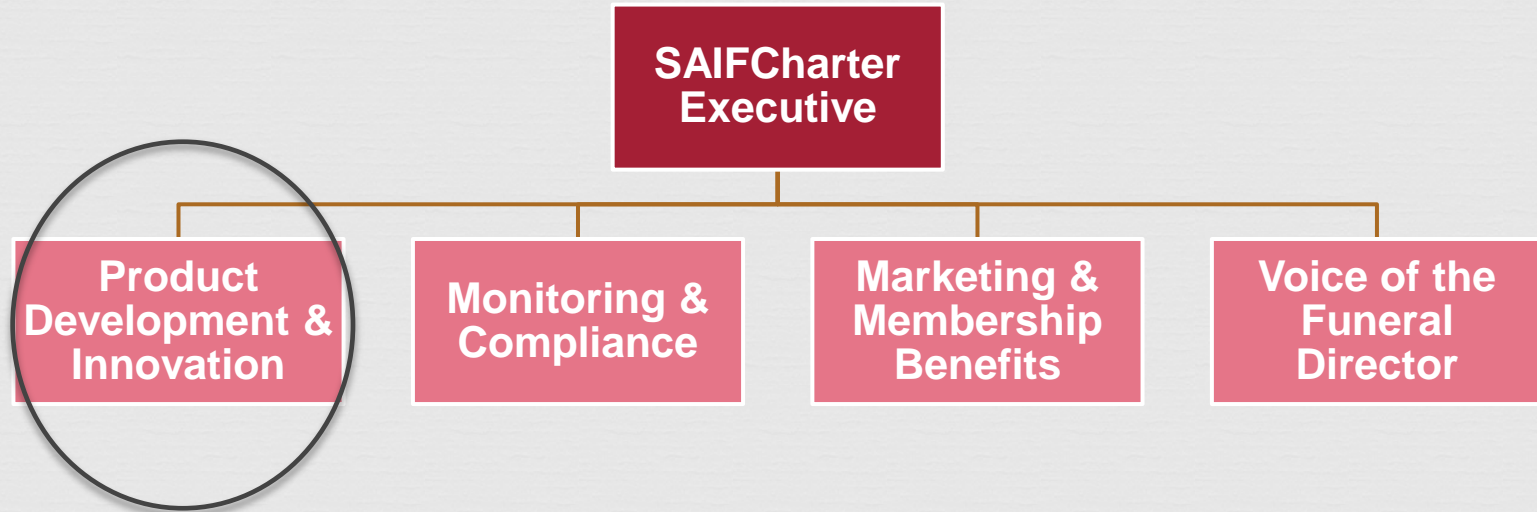 SAIFCharter
Executive
Product
Development &
Innovation
Monitoring &
Compliance
Marketing &
Membership
Benefits
Voice of the
Funeral
Director